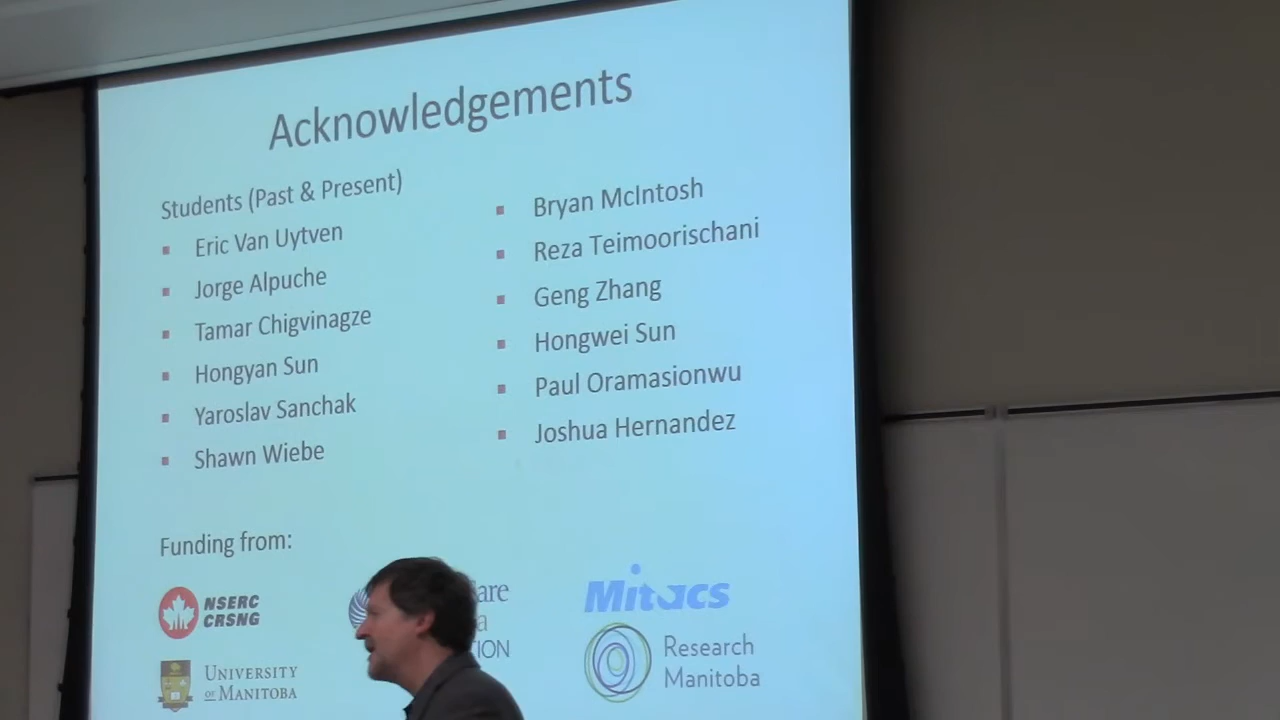 Acknowledgements
Students (Past & Present)
Eric Van Uytven
Jorge Alpuche
Tamar Chigvinagze
Hongyan Sun
Yaroslav Sanchak
Shawn Wiebe
Bryan McIntosh
Reza Teimoorischani
Geng Zhang
Hongwei Sun
Paul Oramasionwu
Joshua Hernandez
Funding from:
NSERC
CRSNG
UNIVERSITY
OF MANITOBA
Mitacs
Research
Manitoba